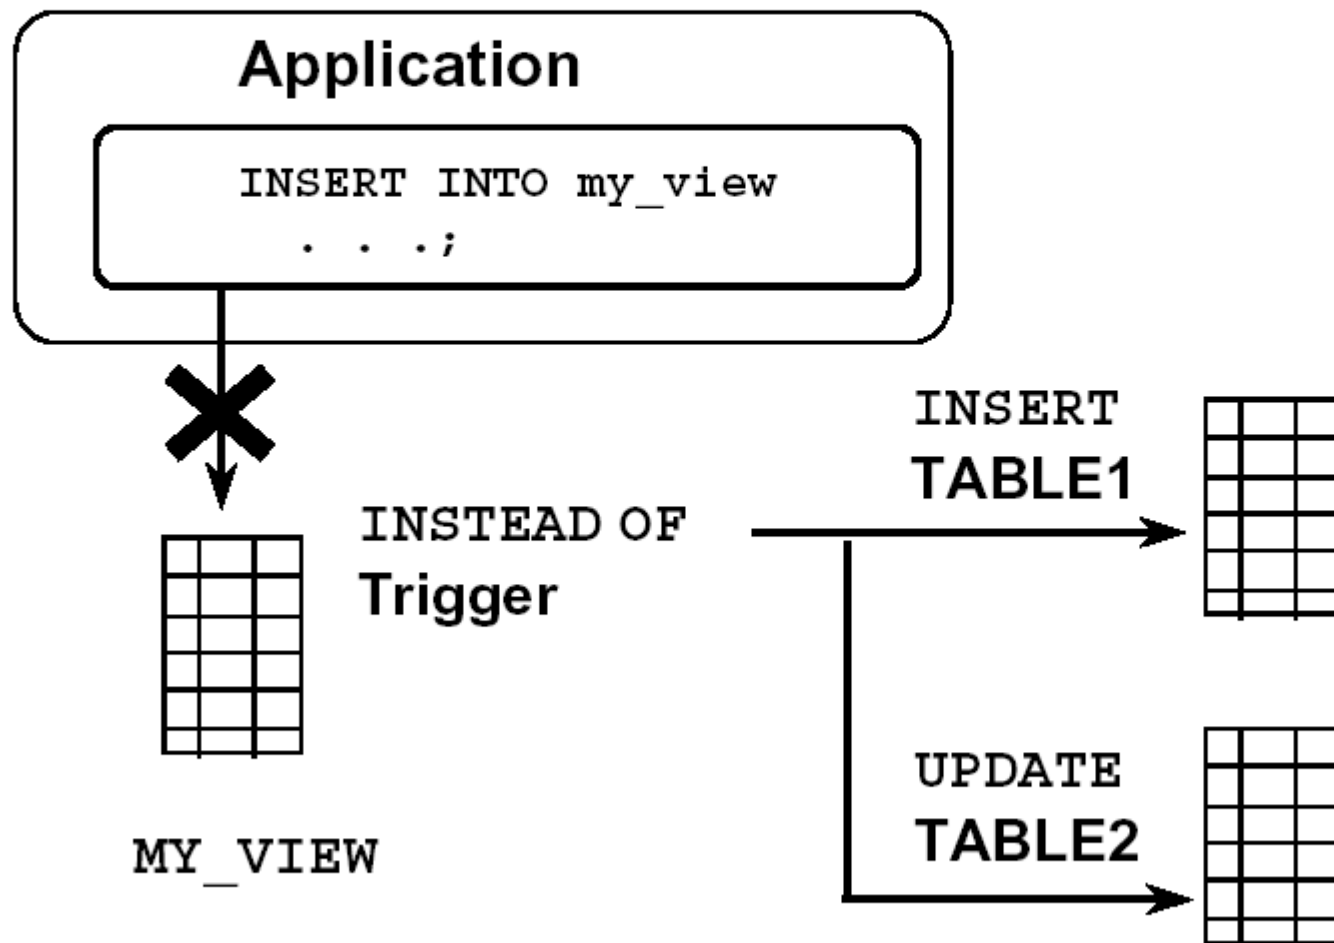 Application
INSERT INTO my_view
. . .;
INSTEAD OF
Trigger
INSERT
TABLE1
UPDATE
TABLE2
MY_VIEW